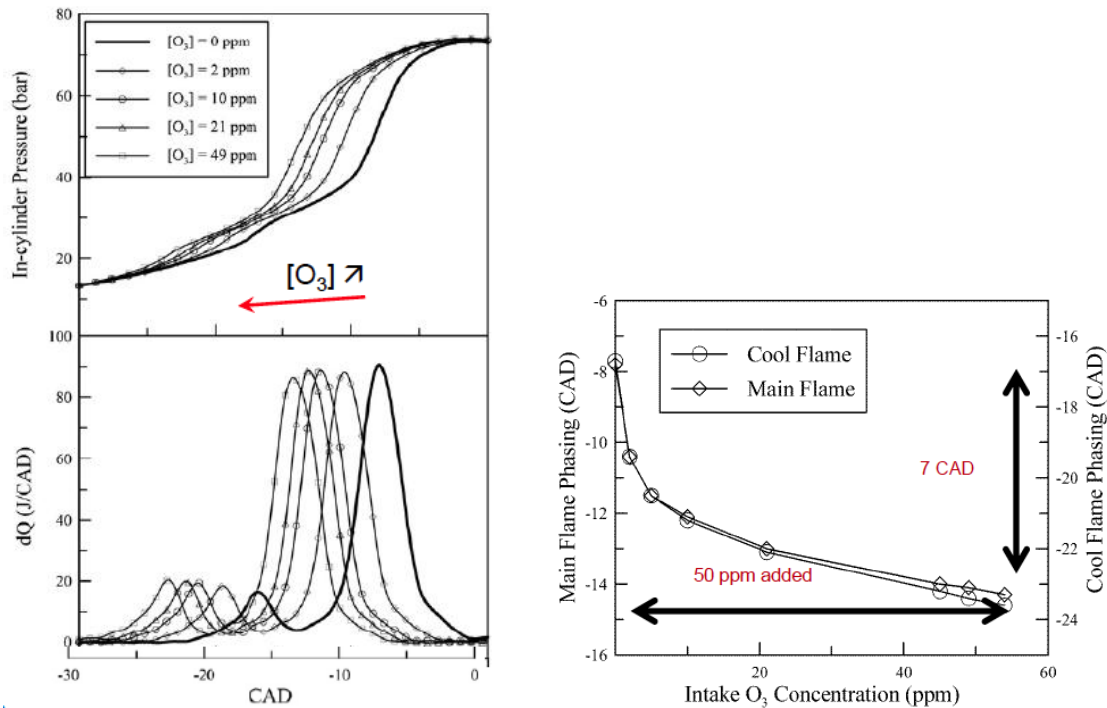 80
60
40
20
In-cylinder Pressure (bar)
[O₃] = 0 ppm
[O₃] = 2 ppm
[O₃] = 10 ppm
[O₃] = 21 ppm
[O₃] = 49 ppm
[O₃] ↗
100
80
60
40
20
0
dQ (J/CAD)
-30 -20 -10 0
CAD
-6
-8
-10
-12
-14
-16
Main Flame Phasing (CAD)
Cool Flame
Main Flame
7 CAD
50 ppm added
-16
-18
-20
-22
-24
Cool Flame Phasing (CAD)
0 20 40 60
Intake O₃ Concentration (ppm)